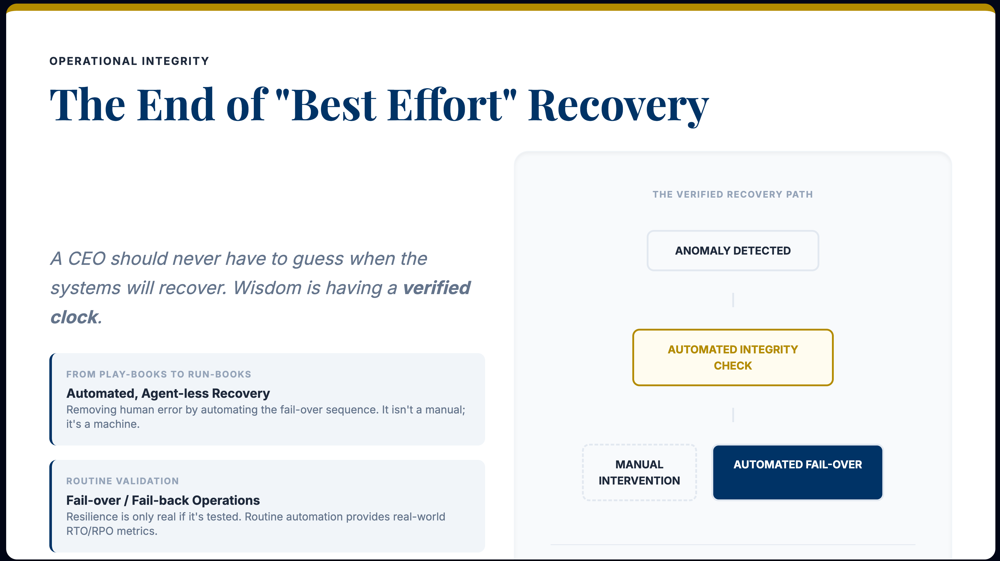 OPERATIONAL INTEGRITY
The End of "Best Effort" Recovery
A CEO should never have to guess when the
systems will recover. Wisdom is having a verified
clock.
FROM PLAY-BOOKS TO RUN-BOOKS
Automated, Agent-less Recovery
Removing human error by automating the fail-over sequence. It isn't a manual;
it's a machine.
ROUTINE VALIDATION
Fail-over / Fail-back Operations
Resilience is only real if it's tested. Routine automation provides real-world
RTO/RPO metrics.
THE VERIFIED RECOVERY PATH
ANOMALY DETECTED
AUTOMATED INTEGRITY
CHECK
MANUAL
INTERVENTION
AUTOMATED FAIL-OVER